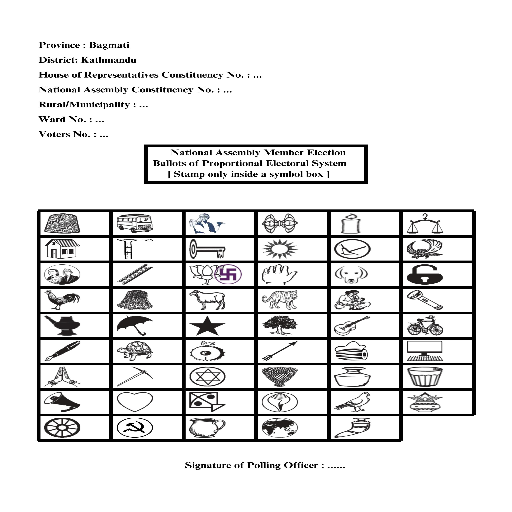 Province : Bagmati
District: Kathmandu
House of Representatives Constituency No. : ...
National Assembly Constituency No. : ...
Rural/Municipality : ...
Ward No. : ...
Voters No. : ...
National Assembly Member Election
Ballots of Proportional Electoral System
[ Stamp only inside a symbol box ]
Signature of Polling Officer : ......